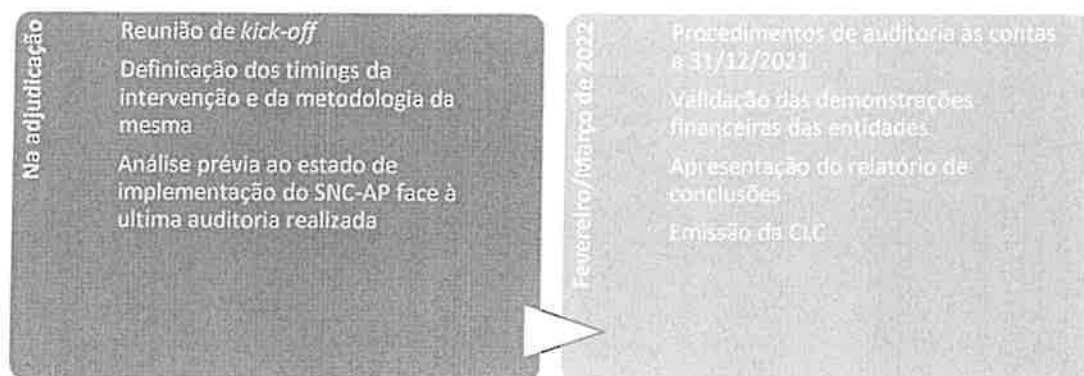 Na adjudicação
Reunião de kick-off
Definicação dos timings da
intervenção e da metodologia da
mesma
Análise prévia ao estado de
implementação do SNC-AP face à
ultima auditoria realizada
Fevereiro/Março de 2022
Procedimentos de auditoria as contas
a 31/12/2021
Validação das demonstrações
financeiras das entidades.
Apresentação do relatório de
conclusões
Emissão da CLC